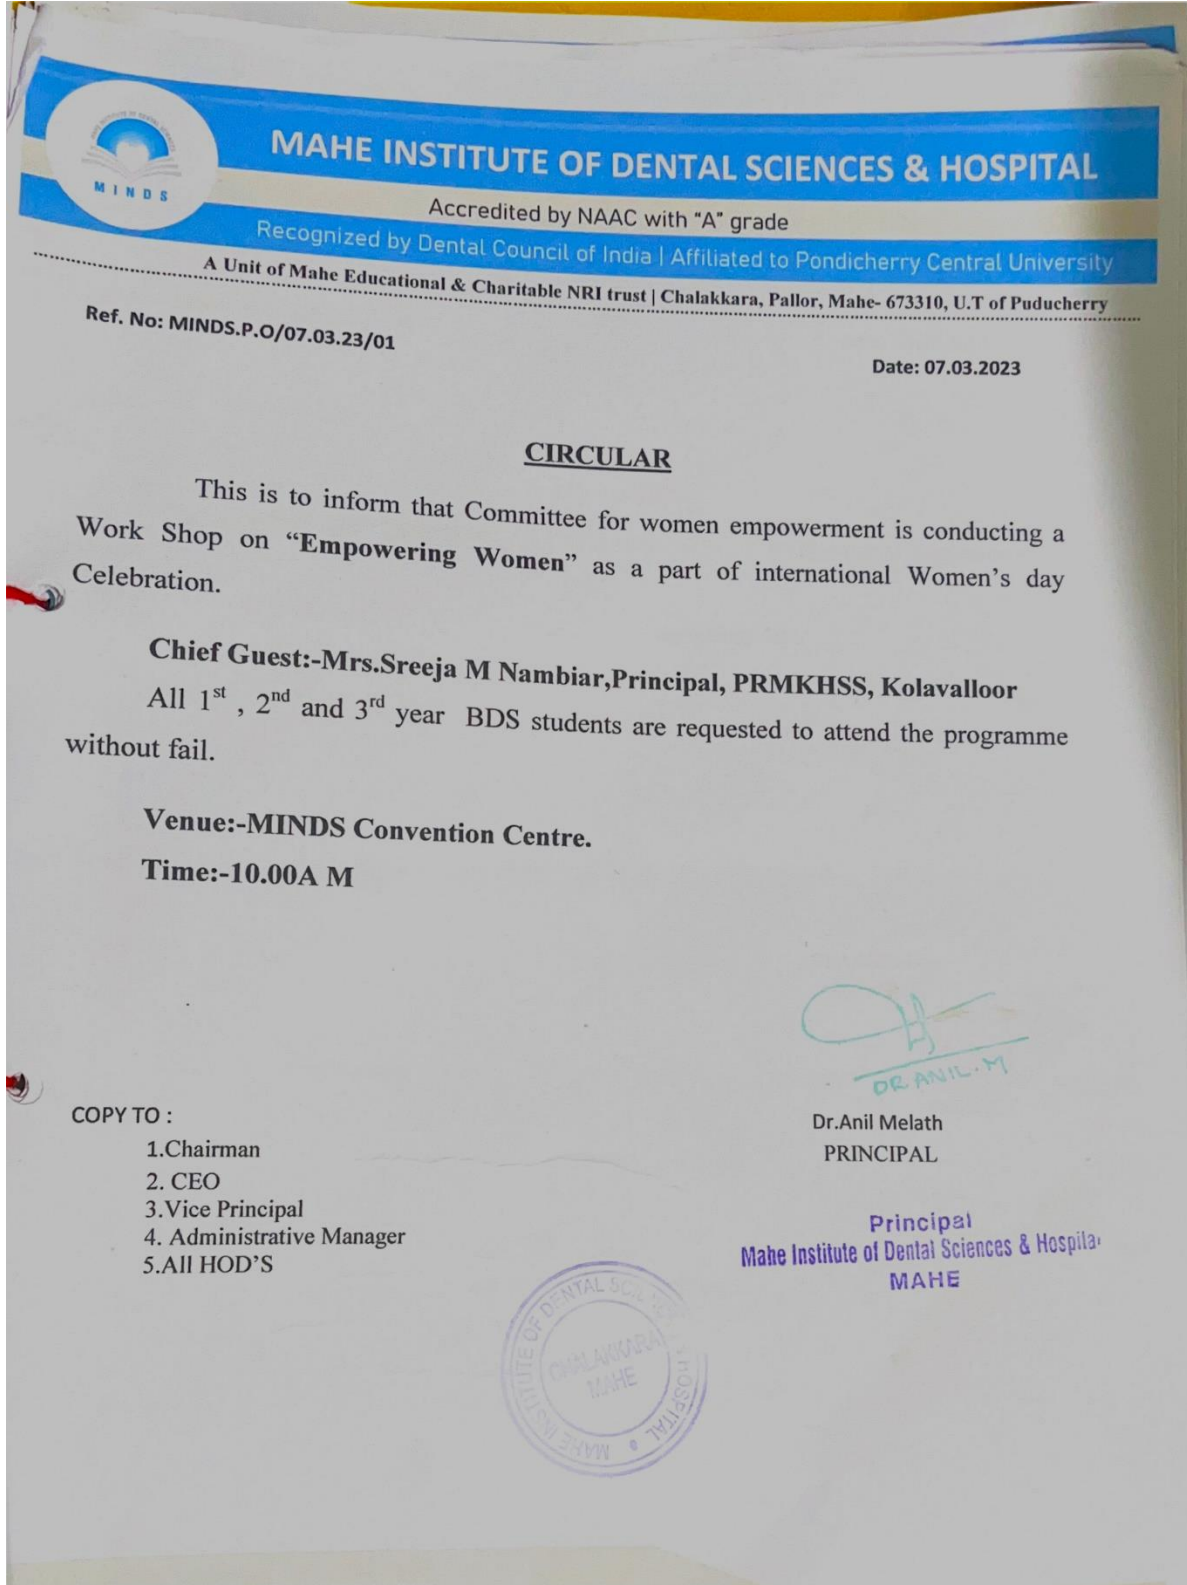 MINDS
MAHE INSTITUTE OF DENTAL SCIENCES & HOSPITAL
Accredited by NAAC with "A" grade
Recognized by Dental Council of India | Affiliated to Pondicherry Central University
A Unit of Mahe Educational & Charitable NRI trust | Chalakkara, Pallor, Mahe- 673310, U.T of Puducherry
Ref. No: MINDS.P.O/07.03.23/01
Date: 07.03.2023
CIRCULAR
This is to inform that Committee for women empowerment is conducting a
Work Shop on “Empowering Women” as a part of international Women’s day
Celebration.
Chief Guest:-Mrs.Sreeja M Nambiar,Principal, PRMKHSS, Kolavalloor
All 1st , 2nd and 3rd year BDS students are requested to attend the programme
without fail.
Venue:-MINDS Convention Centre.
Time:-10.00A M
DR ANIL. M
COPY TO :
1.Chairman
2. CEO
3.Vice Principal
4. Administrative Manager
5.All HOD’S
Dr.Anil Melath
PRINCIPAL
Principal
Mahe Institute of Dental Sciences & Hospital
MAHE
MAHE INSTITUTE OF DENTAL SCIENCES & HOSPITAL
CHALAKKARA
MAHE